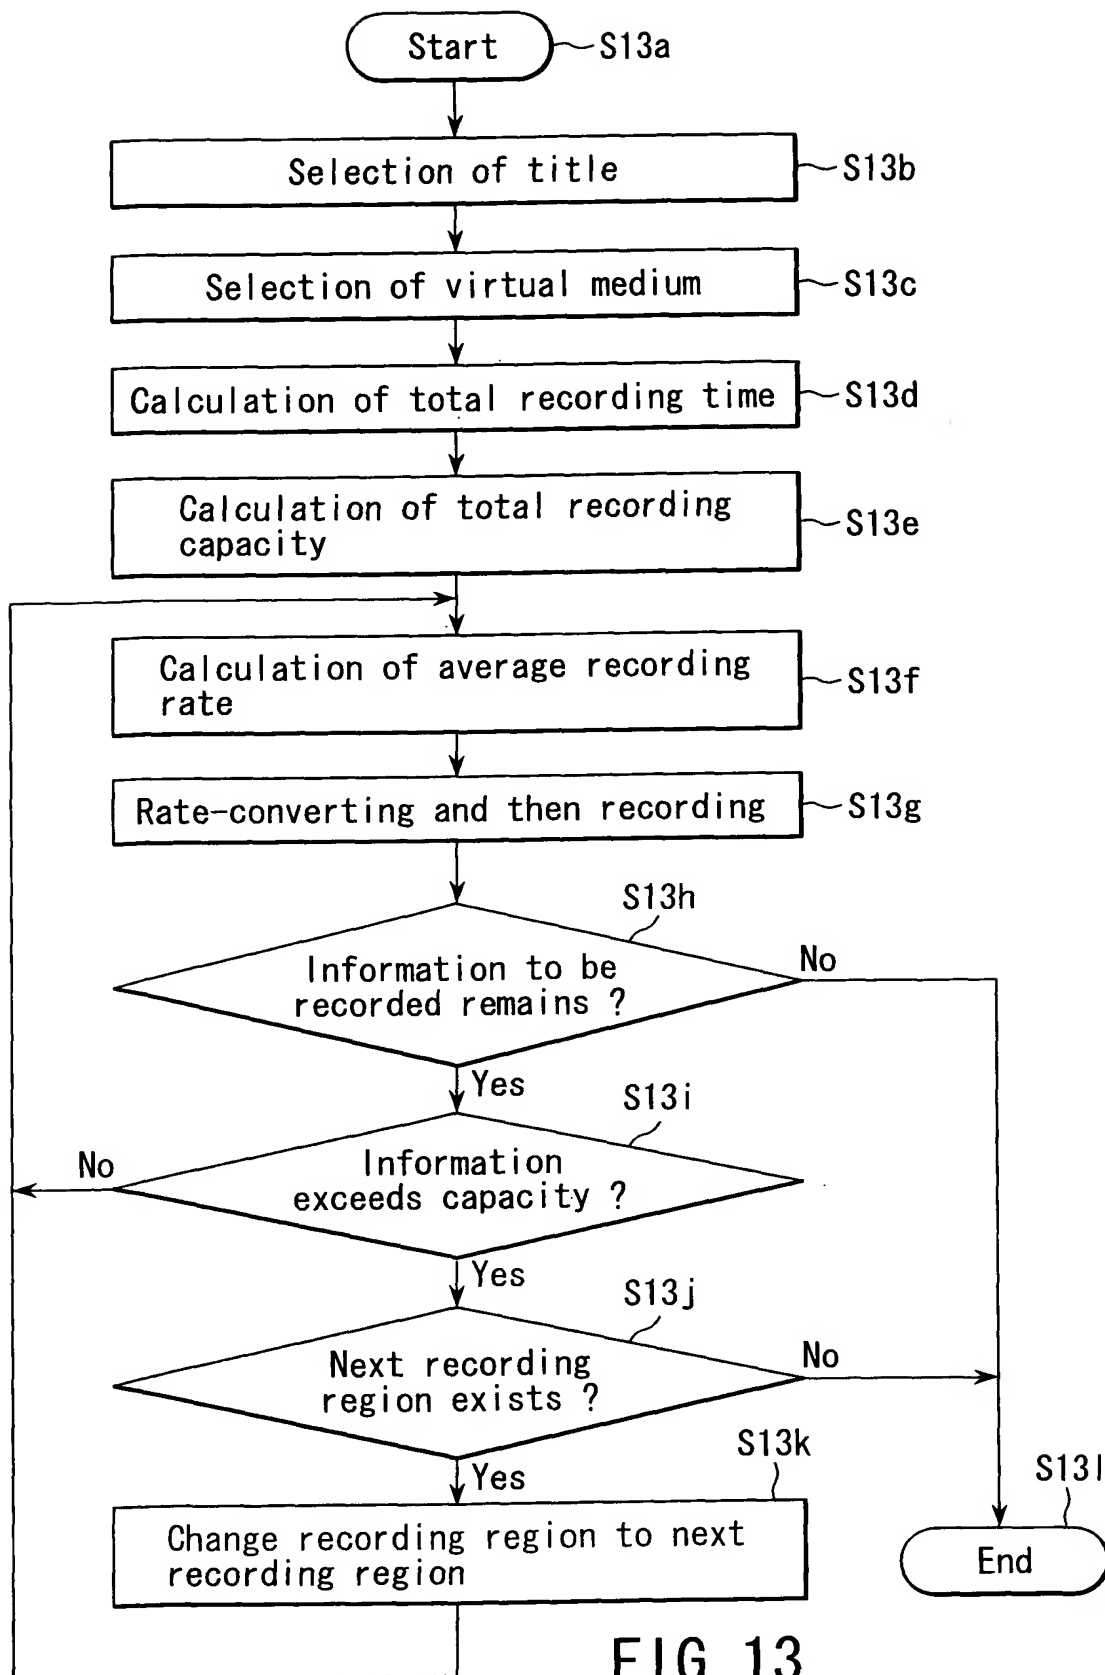 Start
S13a
Selection of title
S13b
Selection of virtual medium
S13c
Calculation of total recording time
S13d
Calculation of total recording
capacity
S13e
Calculation of average recording
rate
S13f
Rate-converting and then recording
S13g
S13h
Information to be
recorded remains ?
No
Yes
S13i
Information
exceeds capacity ?
No
Yes
S13j
Next recording
region exists ?
No
Yes
S13k
Change recording region to next
recording region
S13l
End
FIG 13